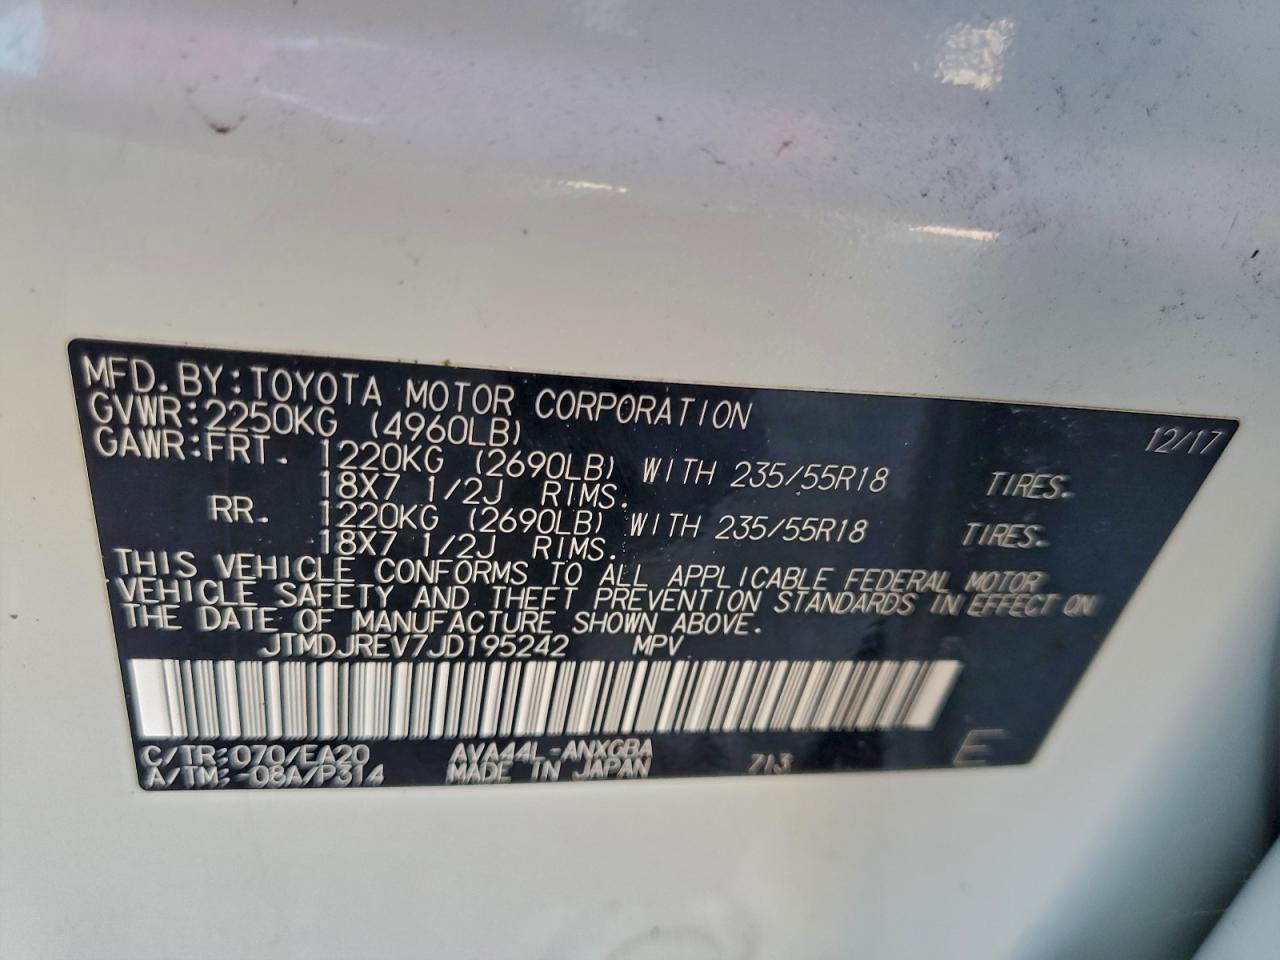 MFD. BY: TOYOTA MOTOR CORPORATION 12/17
GVWR: 2250KG (4960LB)
GAWR: FRT. 1220KG (2690LB) WITH 235/55R18 TIRES.
18X7 1/2J RIMS.
RR. 1220KG (2690LB) WITH 235/55R18 TIRES.
18X7 1/2J RIMS.
THIS VEHICLE CONFORMS TO ALL APPLICABLE FEDERAL MOTOR
VEHICLE SAFETY AND THEFT PREVENTION STANDARDS IN EFFECT ON
THE DATE OF MANUFACTURE SHOWN ABOVE.
JTMDJREV7JD195242 MPV
C/TR: 070/EA20 AVA44L-ANXGBA 713 E
A/TM: -08A/P314 MADE IN JAPAN